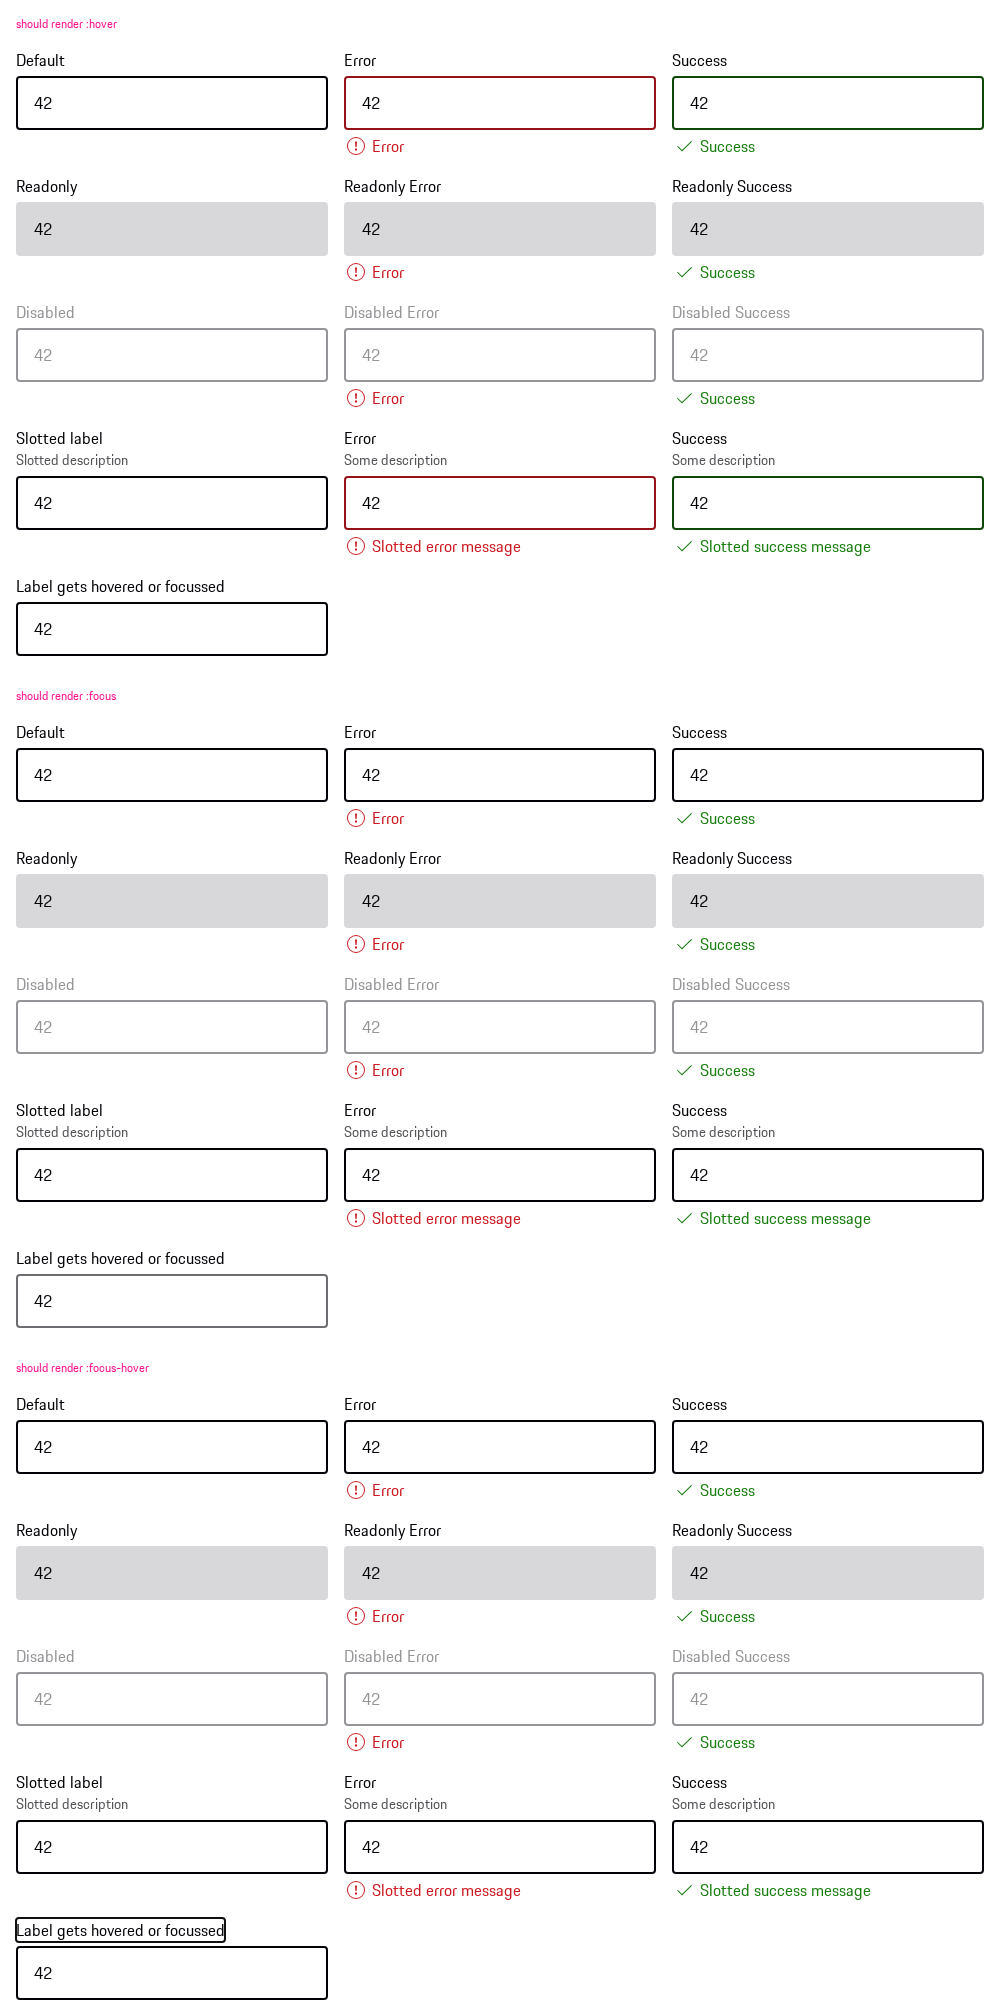 should render :hover
Default Error Success
42 42 42
Error Success
Readonly Readonly Error Readonly Success
42 42 42
Error Success
Disabled Disabled Error Disabled Success
42 42 42
Error Success
Slotted label Error Success
Slotted description Some description Some description
42 42 42
Slotted error message Slotted success message
Label gets hovered or focussed
42
should render :focus
Default Error Success
42 42 42
Error Success
Readonly Readonly Error Readonly Success
42 42 42
Error Success
Disabled Disabled Error Disabled Success
42 42 42
Error Success
Slotted label Error Success
Slotted description Some description Some description
42 42 42
Slotted error message Slotted success message
Label gets hovered or focussed
42
should render :focus-hover
Default Error Success
42 42 42
Error Success
Readonly Readonly Error Readonly Success
42 42 42
Error Success
Disabled Disabled Error Disabled Success
42 42 42
Error Success
Slotted label Error Success
Slotted description Some description Some description
42 42 42
Slotted error message Slotted success message
Label gets hovered or focussed
42